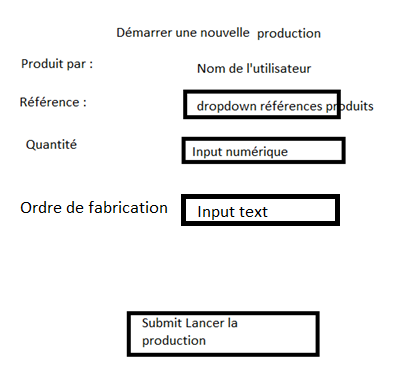 Démarrer une nouvelle production
Produit par : Nom de l'utilisateur
Référence : dropdown références produits
Quantité Input numérique
Ordre de fabrication Input text
Submit Lancer la
production